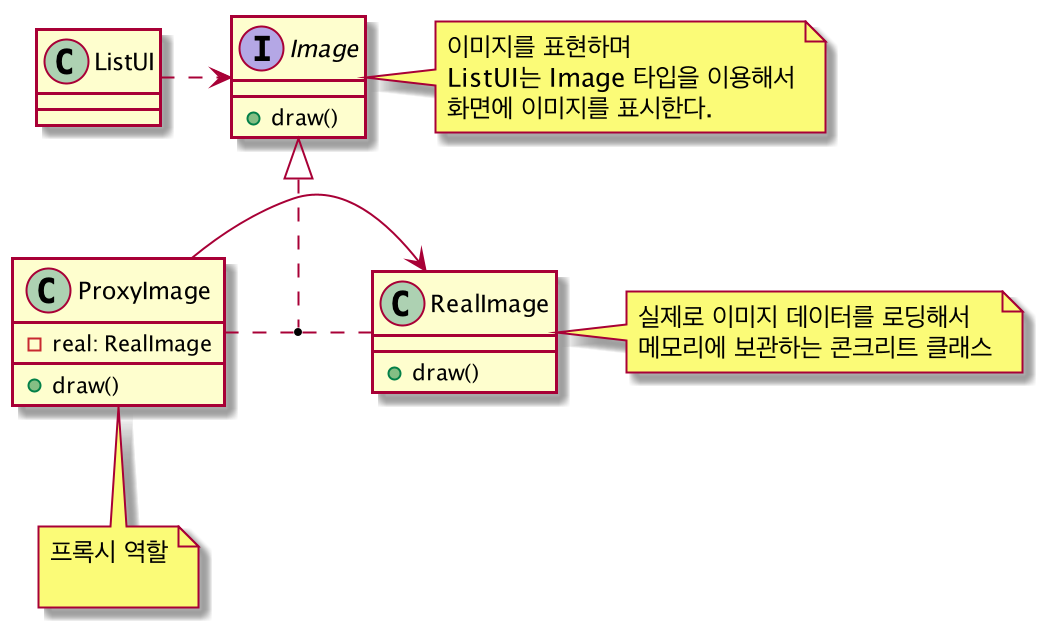 C ListUI
I Image
draw()
이미지를 표현하며
ListUI는 Image 타입을 이용해서
화면에 이미지를 표시한다.
C ProxyImage
real: RealImage
draw()
C RealImage
draw()
실제로 이미지 데이터를 로딩해서
메모리에 보관하는 콘크리트 클래스
프록시 역할